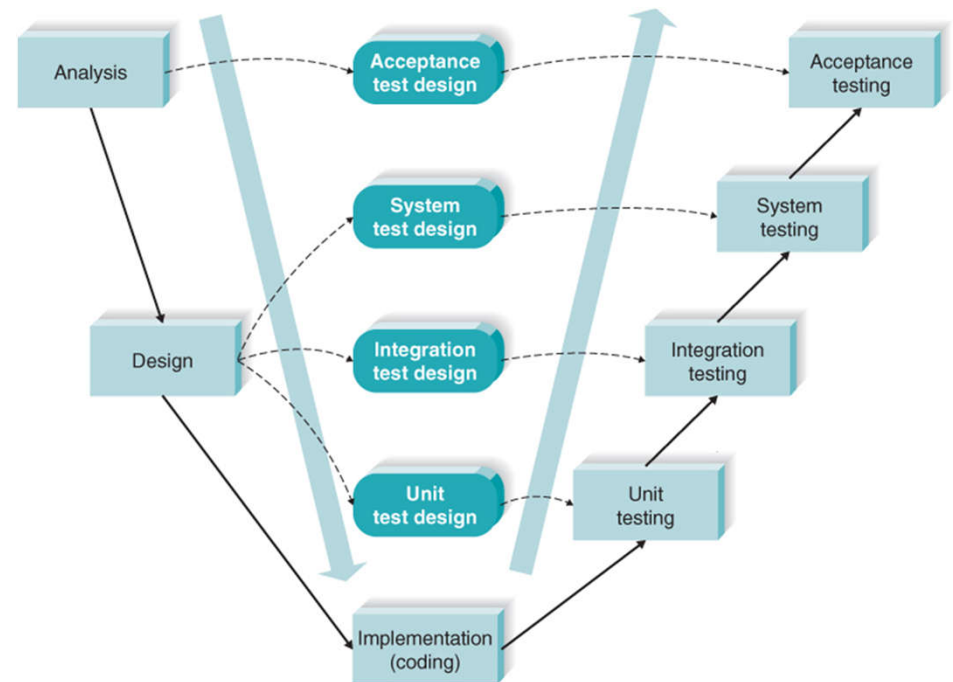 Analysis
Acceptance
test design
Acceptance
testing
System
test design
System
testing
Design
Integration
test design
Integration
testing
Unit
test design
Unit
testing
Implementation
(coding)